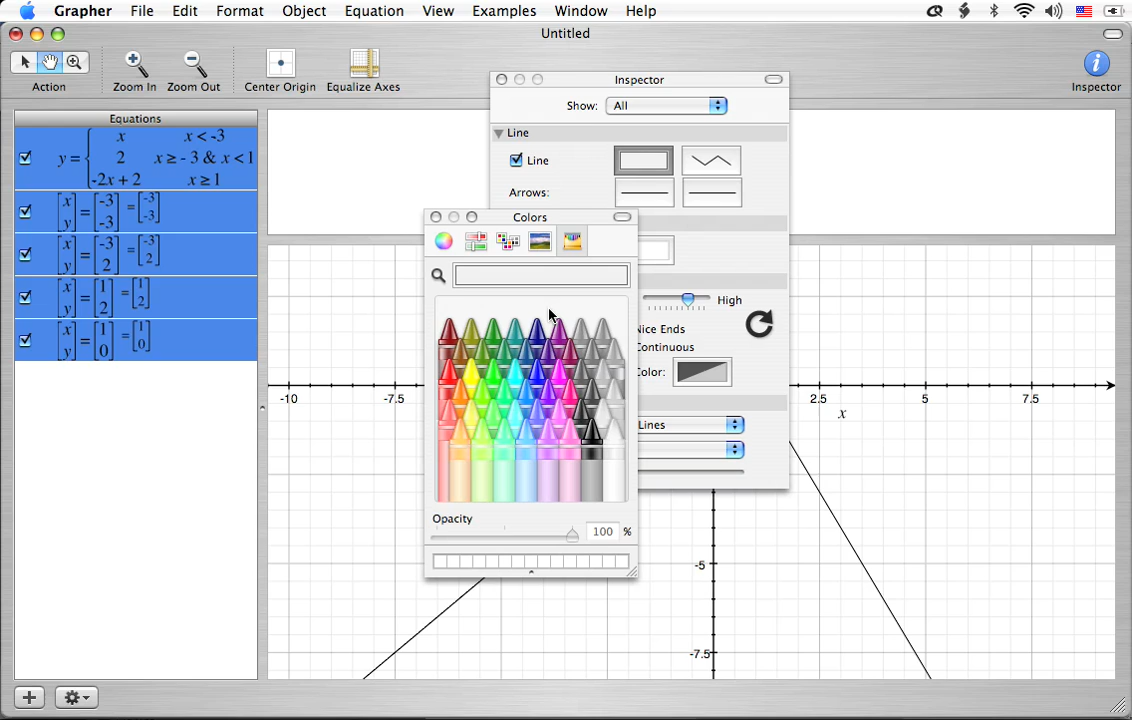 Grapher File Edit Format Object Equation View Examples Window Help
Untitled
Action Zoom In Zoom Out Center Origin Equalize Axes Inspector
Equations
y = { x x < -3
2 x ≥ - 3 & x < 1
-2x + 2 x ≥ 1
[x y] = [-3 -3] = [-3 -3]
[x y] = [-3 2] = [-3 2]
[x y] = [1 2] = [1 2]
[x y] = [1 0] = [1 0]
Inspector
Show: All
Line
Line
Arrows:
High
Nice Ends
Continuous
Color:
Lines
Colors
Opacity
100 %
-10 -7.5 2.5 x 5 7.5
-5
-7.5